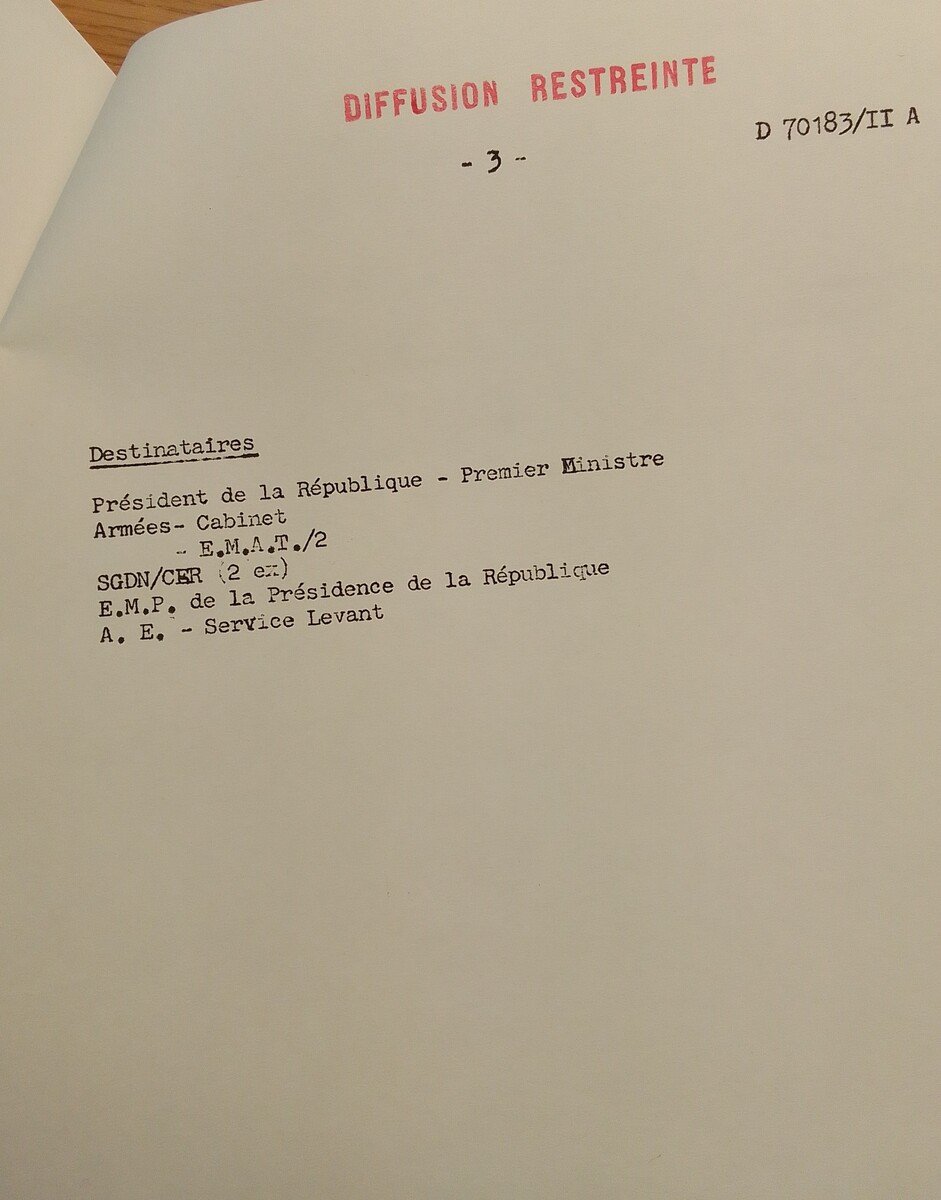 DIFFUSION RESTREINTE
D 70183/II A
- 3 -
Destinataires
Président de la République - Premier Ministre
Armées- Cabinet
- E.M.A.T./2
SGDN/CER (2 ex)
E.M.P. de la Présidence de la République
A. E. - Service Levant